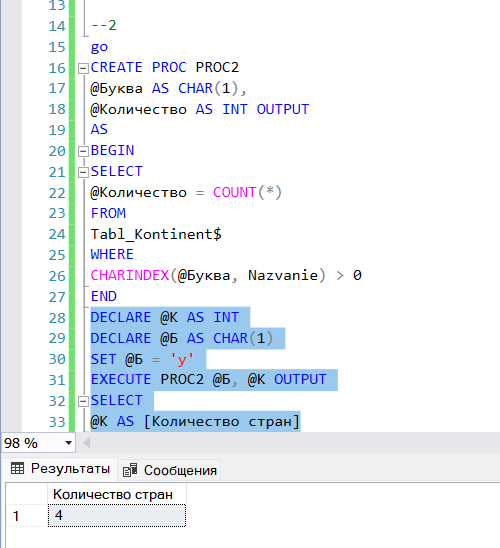 13
14 --2
15 go
16 CREATE PROC PROC2
17 @Буква AS CHAR(1),
18 @Количество AS INT OUTPUT
19 AS
20 BEGIN
21 SELECT
22 @Количество = COUNT(*)
23 FROM
24 Tabl_Kontinent$
25 WHERE
26 CHARINDEX(@Буква, Nazvanie) > 0
27 END
28 DECLARE @К AS INT
29 DECLARE @Б AS CHAR(1)
30 SET @Б = 'у'
31 EXECUTE PROC2 @Б, @К OUTPUT
32 SELECT
33 @К AS [Количество стран]
98 %
Результаты Сообщения
Количество стран
1 4